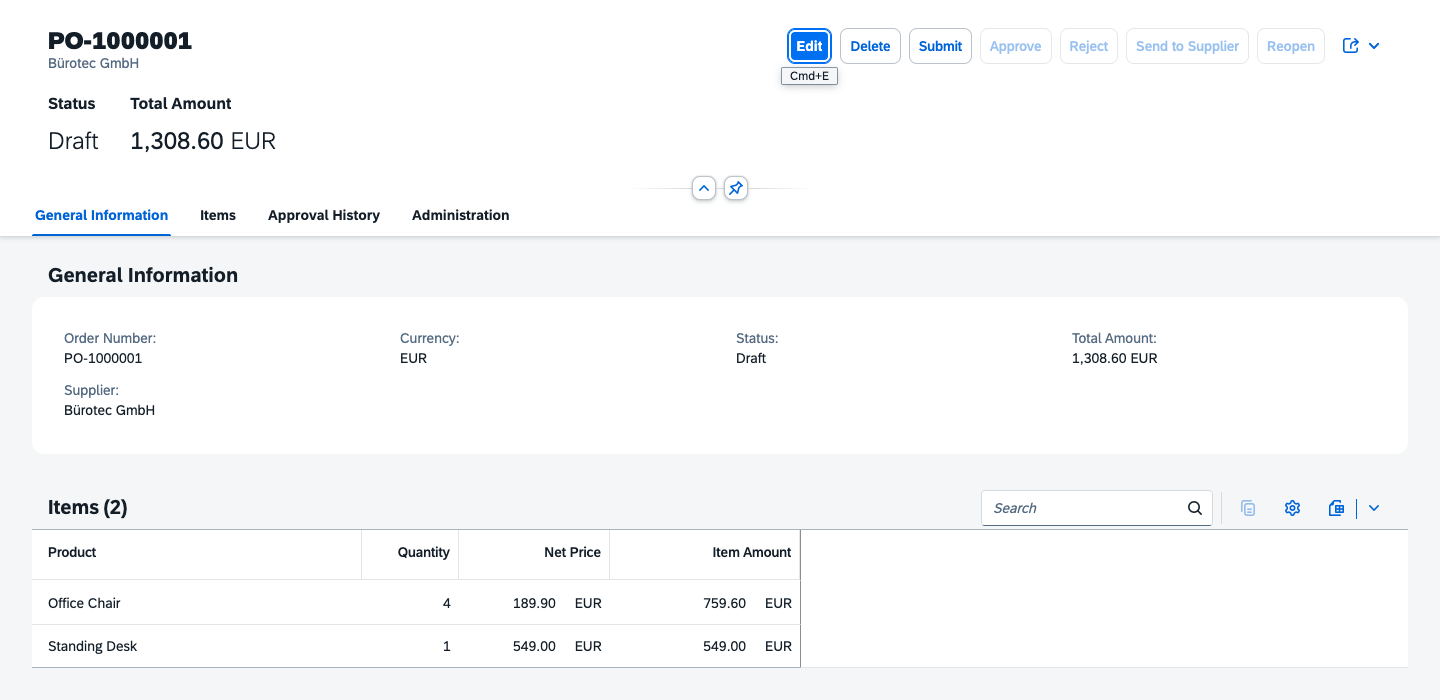 PO-1000001
Bürotec GmbH
Edit Delete Submit Approve Reject Send to Supplier Reopen
Cmd+E
Status Total Amount
Draft 1,308.60 EUR
General Information Items Approval History Administration
General Information
Order Number: Currency: Status: Total Amount:
PO-1000001 EUR Draft 1,308.60 EUR
Supplier:
Bürotec GmbH
Items (2) Search
Product Quantity Net Price Item Amount
Office Chair 4 189.90 EUR 759.60 EUR
Standing Desk 1 549.00 EUR 549.00 EUR